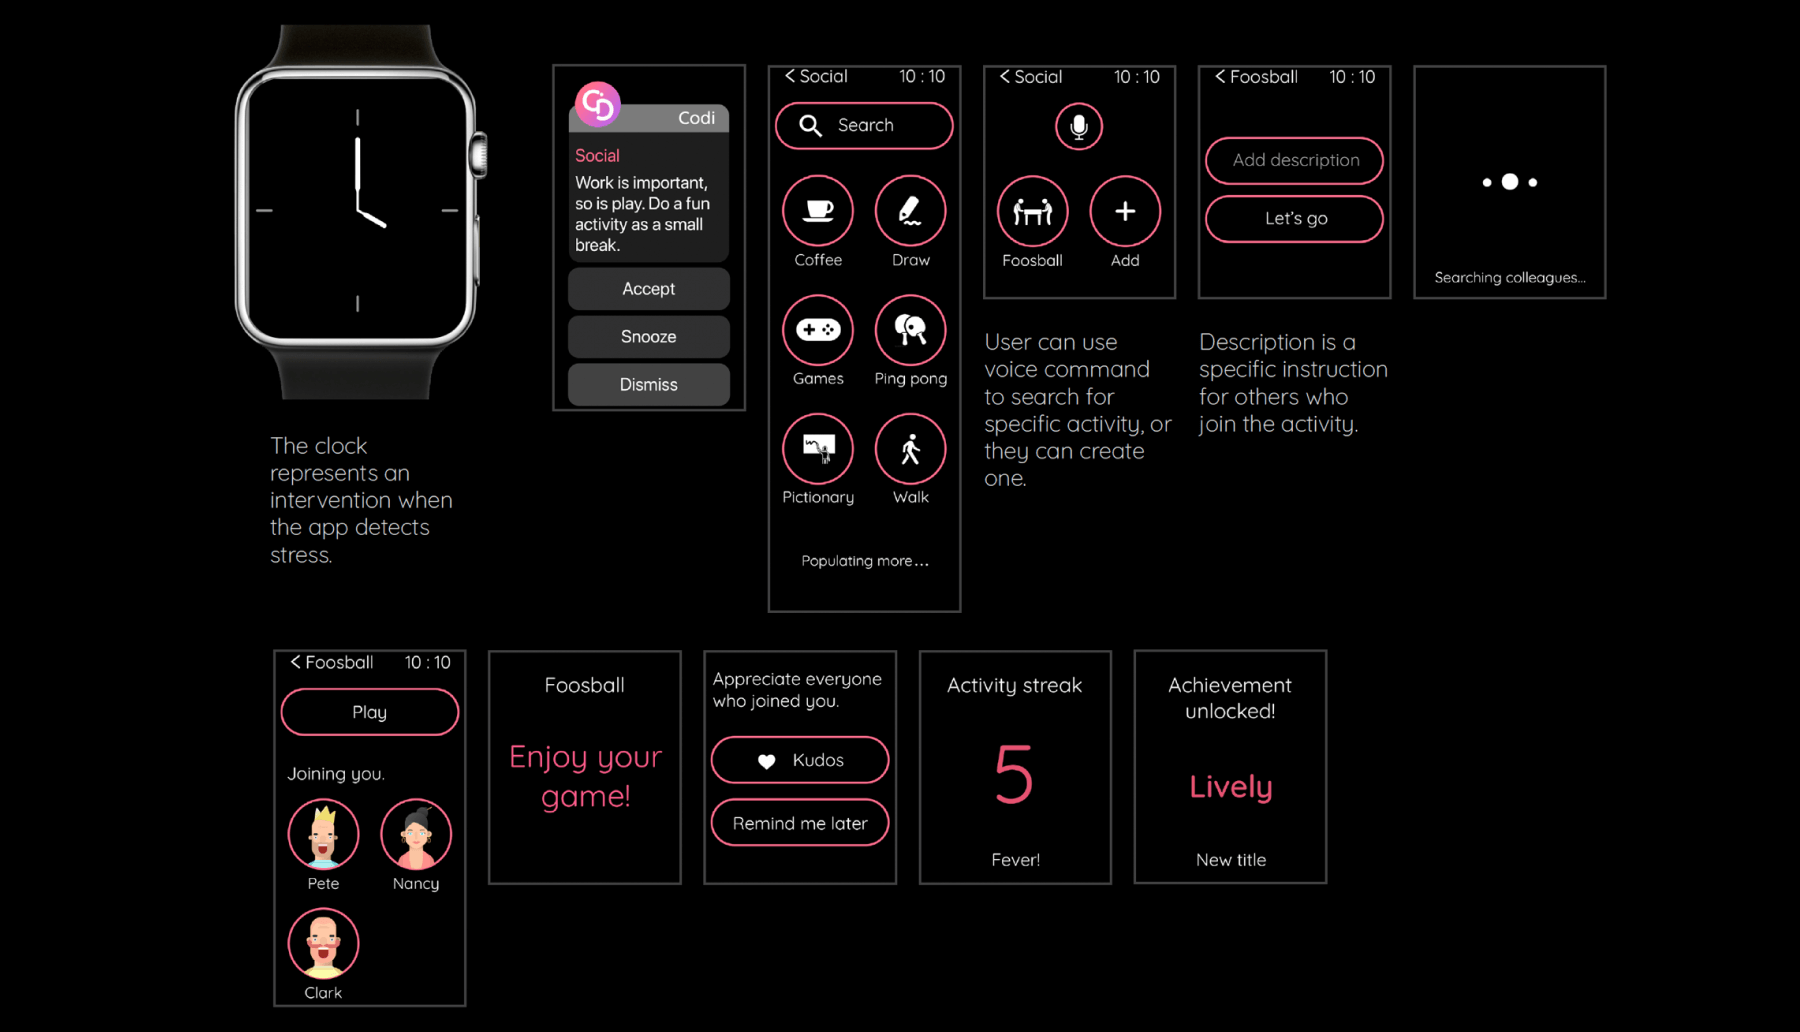 The clock
represents an
intervention when
the app detects
stress.
CD
Codi
Social
Work is important,
so is play. Do a fun
activity as a small
break.
Accept
Snooze
Dismiss
< Social 10 : 10
Search
Coffee Draw
Games Ping pong
Pictionary Walk
Populating more...
< Social 10 : 10
Foosball Add
User can use
voice command
to search for
specific activity, or
they can create
one.
< Foosball 10 : 10
Add description
Let's go
Description is a
specific instruction
for others who
join the activity.
Searching colleagues...
< Foosball 10 : 10
Play
Joining you.
Pete Nancy
Clark
Foosball
Enjoy your
game!
Appreciate everyone
who joined you.
Kudos
Remind me later
Activity streak
5
Fever!
Achievement
unlocked!
Lively
New title